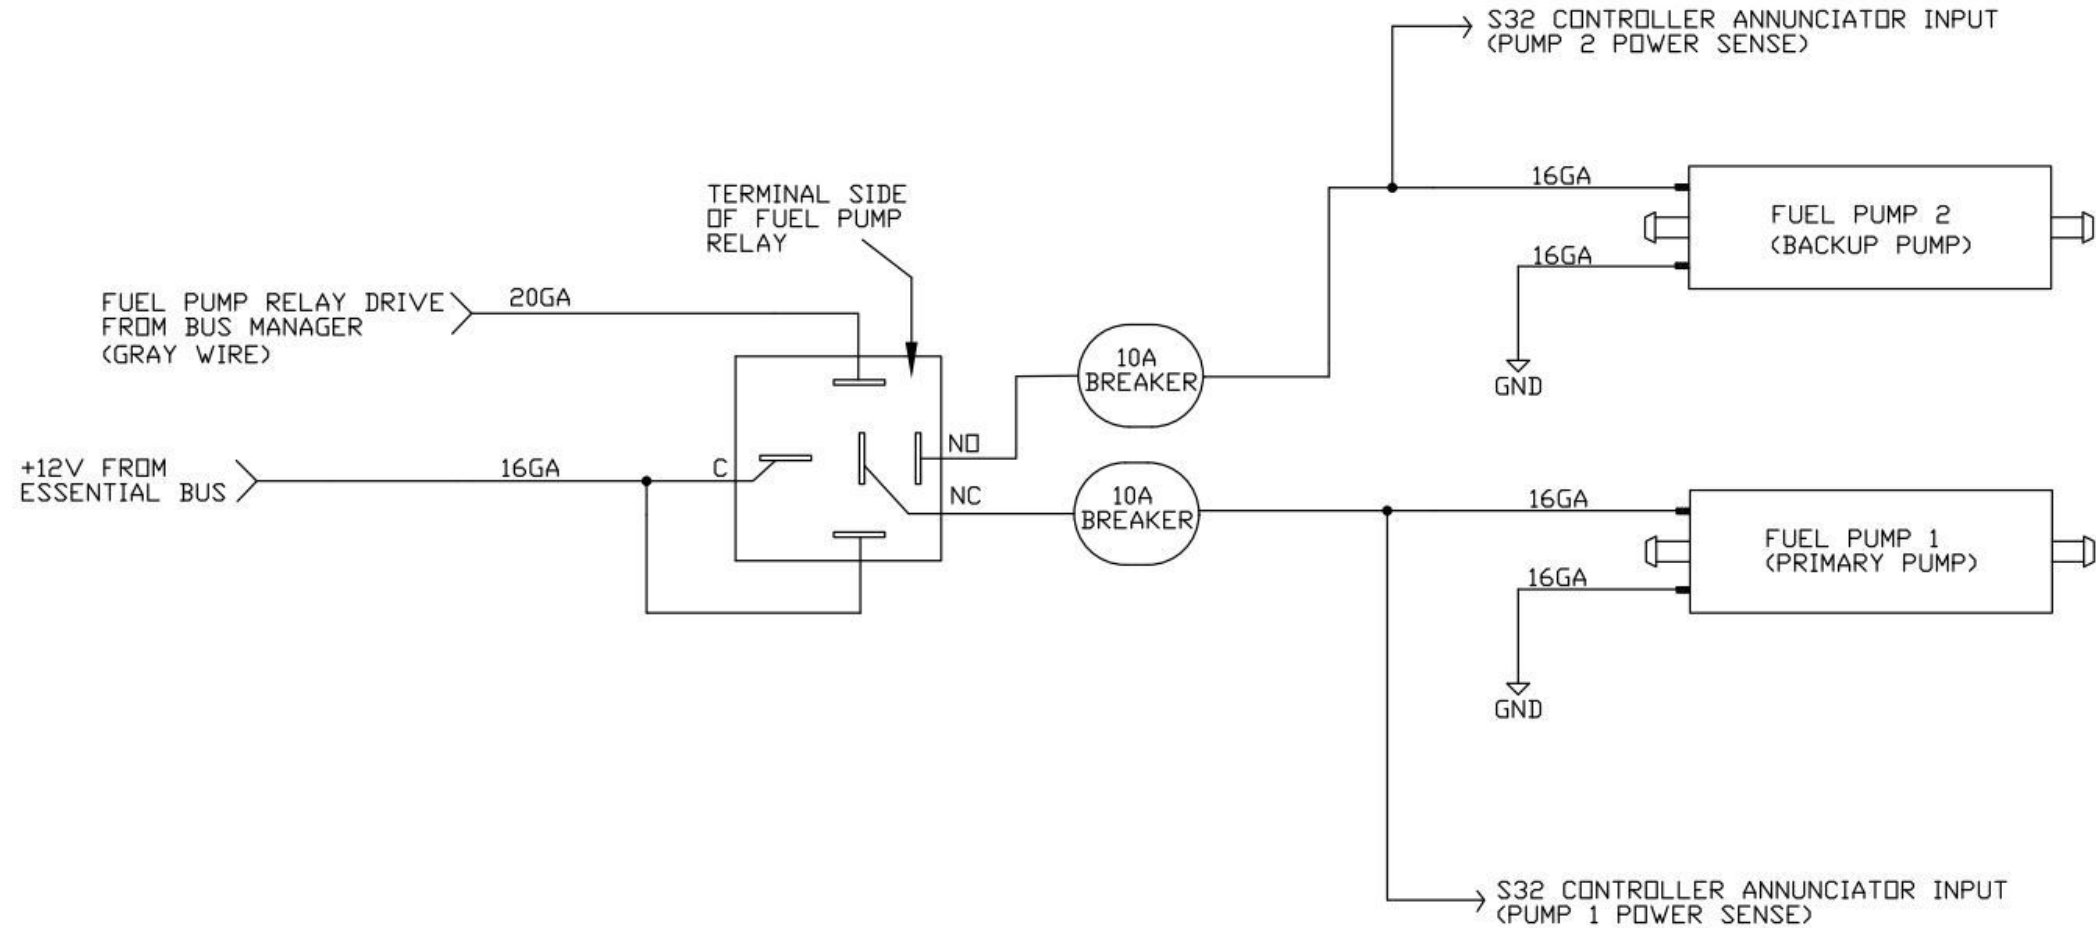 S32 CONTROLLER ANNUNCIATOR INPUT
(PUMP 2 POWER SENSE)
16GA
FUEL PUMP 2
(BACKUP PUMP)
16GA
GND
TERMINAL SIDE
OF FUEL PUMP
RELAY
FUEL PUMP RELAY DRIVE
FROM BUS MANAGER
(GRAY WIRE)
20GA
10A
BREAKER
+12V FROM
ESSENTIAL BUS
16GA
C
NO
NC
10A
BREAKER
16GA
FUEL PUMP 1
(PRIMARY PUMP)
16GA
GND
S32 CONTROLLER ANNUNCIATOR INPUT
(PUMP 1 POWER SENSE)